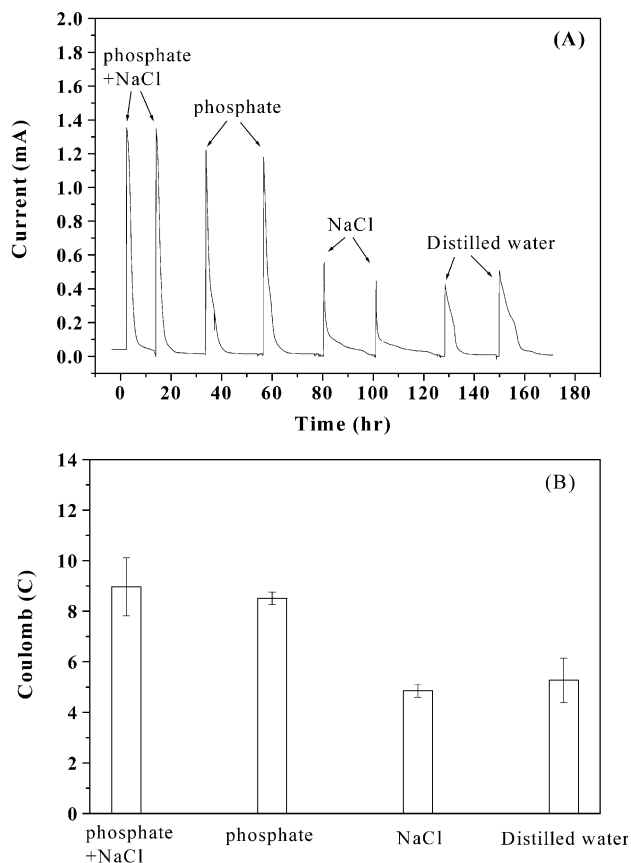 (A)
2.0
1.8
1.6
1.4
1.2
1.0
0.8
0.6
0.4
0.2
0.0
Current (mA)
phosphate
+NaCl
phosphate
NaCl
Distilled water
0 20 40 60 80 100 120 140 160 180
Time (hr)
(B)
14
12
10
8
6
4
2
0
Coulomb (C)
phosphate
+NaCl
phosphate
NaCl
Distilled water